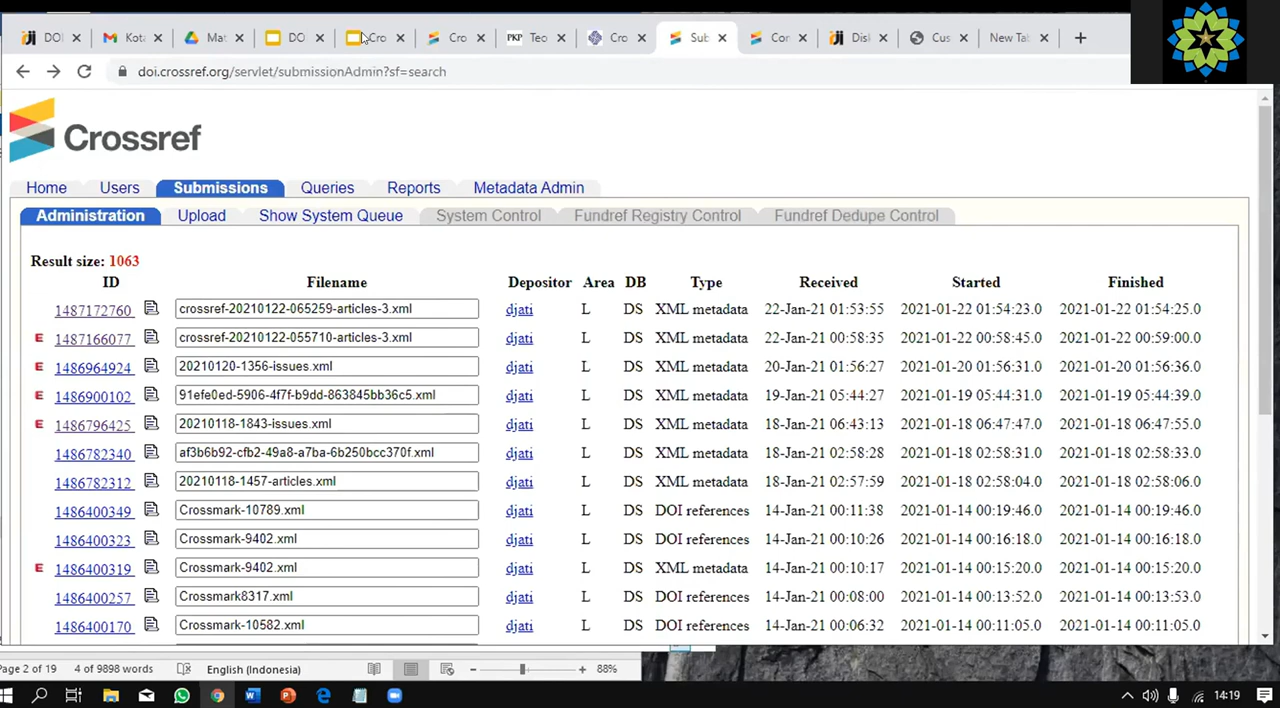 DOI Kota Mat DO Cro Cro PKP Teo Cro Sub Con Disk Cus New Tab
doi.crossref.org/servlet/submissionAdmin?sf=search
Crossref
Home Users Submissions Queries Reports Metadata Admin
Administration Upload Show System Queue System Control Fundref Registry Control Fundref Dedupe Control
Result size: 1063
ID Filename Depositor Area DB Type Received Started Finished
1487172760 crossref-20210122-065259-articles-3.xml djati L DS XML metadata 22-Jan-21 01:53:55 2021-01-22 01:54:23.0 2021-01-22 01:54:25.0
E 1487166077 crossref-20210122-055710-articles-3.xml djati L DS XML metadata 22-Jan-21 00:58:35 2021-01-22 00:58:45.0 2021-01-22 00:59:00.0
E 1486964924 20210120-1356-issues.xml djati L DS XML metadata 20-Jan-21 01:56:27 2021-01-20 01:56:31.0 2021-01-20 01:56:36.0
E 1486900102 91efe0ed-5906-4f7f-b9dd-863845bb36c5.xml djati L DS XML metadata 19-Jan-21 05:44:27 2021-01-19 05:44:31.0 2021-01-19 05:44:39.0
E 1486796425 20210118-1843-issues.xml djati L DS XML metadata 18-Jan-21 06:43:13 2021-01-18 06:47:47.0 2021-01-18 06:47:55.0
1486782340 af3b6b92-cfb2-49a8-a7ba-6b250bcc370f.xml djati L DS XML metadata 18-Jan-21 02:58:28 2021-01-18 02:58:31.0 2021-01-18 02:58:33.0
1486782312 20210118-1457-articles.xml djati L DS XML metadata 18-Jan-21 02:57:59 2021-01-18 02:58:04.0 2021-01-18 02:58:06.0
1486400349 Crossmark-10789.xml djati L DS DOI references 14-Jan-21 00:11:38 2021-01-14 00:19:46.0 2021-01-14 00:19:46.0
1486400323 Crossmark-9402.xml djati L DS DOI references 14-Jan-21 00:10:26 2021-01-14 00:16:18.0 2021-01-14 00:16:18.0
E 1486400319 Crossmark-9402.xml djati L DS XML metadata 14-Jan-21 00:10:17 2021-01-14 00:15:20.0 2021-01-14 00:15:20.0
1486400257 Crossmark8317.xml djati L DS DOI references 14-Jan-21 00:08:00 2021-01-14 00:13:52.0 2021-01-14 00:13:53.0
1486400170 Crossmark-10582.xml djati L DS DOI references 14-Jan-21 00:06:32 2021-01-14 00:11:05.0 2021-01-14 00:11:05.0
Page 2 of 19 4 of 9898 words English (Indonesia) 88%
14:19